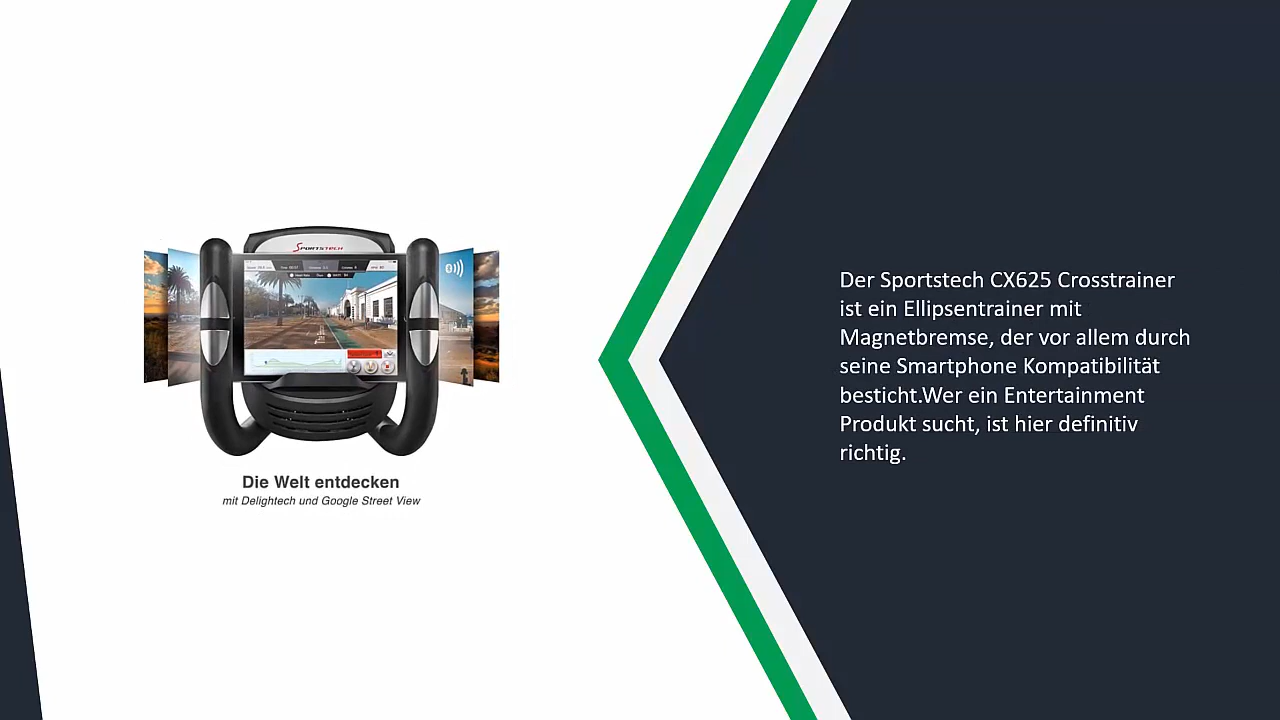 SPORTSTECH
Die Welt entdecken
mit Delightech und Google Street View
Der Sportstech CX625 Crosstrainer
ist ein Ellipsentrainer mit
Magnetbremse, der vor allem durch
seine Smartphone Kompatibilität
besticht.Wer ein Entertainment
Produkt sucht, ist hier definitiv
richtig.